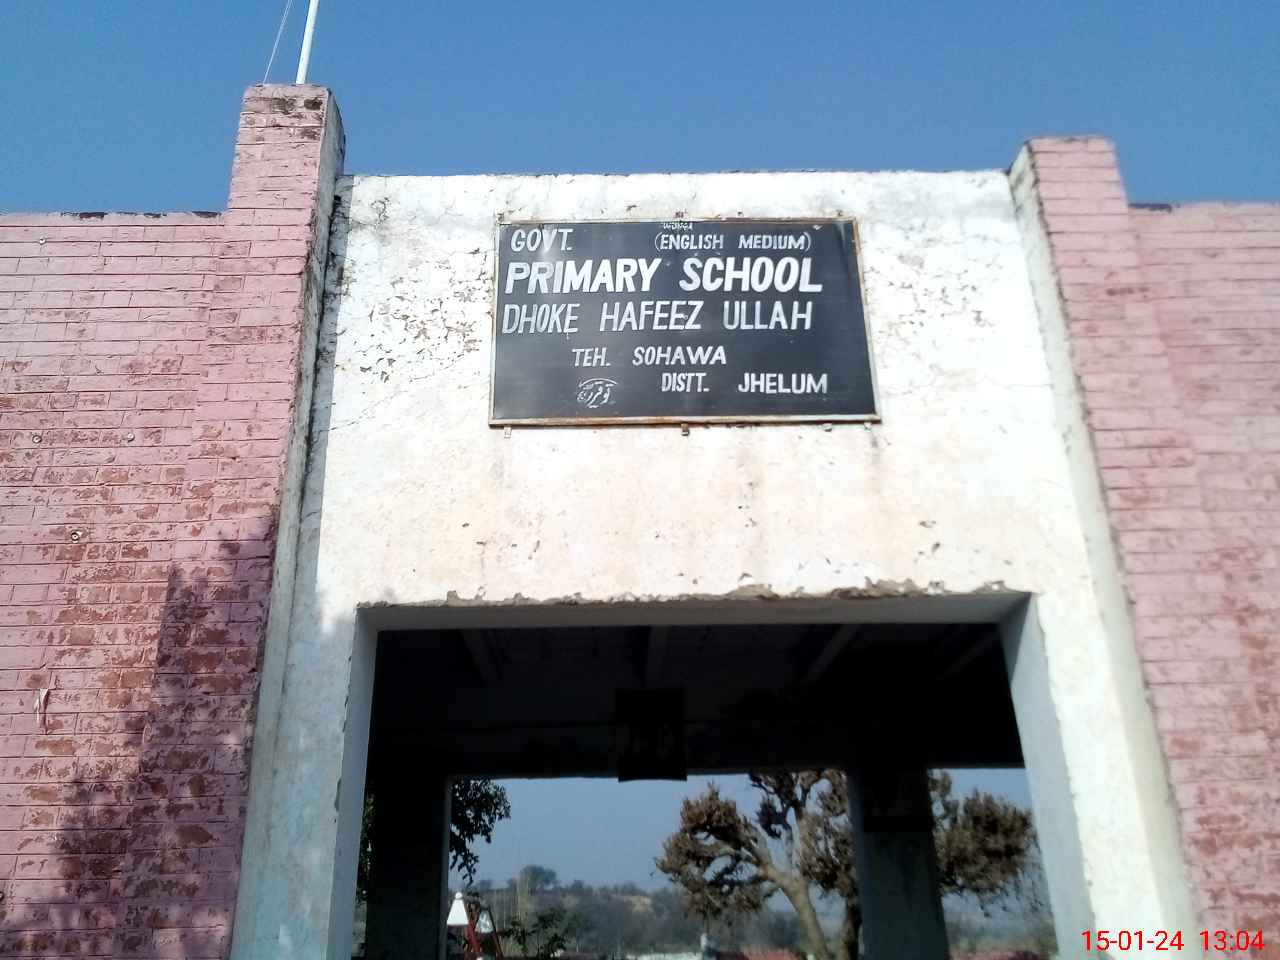 GOVT. (ENGLISH MEDIUM)
PRIMARY SCHOOL
DHOKE HAFEEZ ULLAH
TEH. SOHAWA
DISTT. JHELUM
15-01-24 13:04